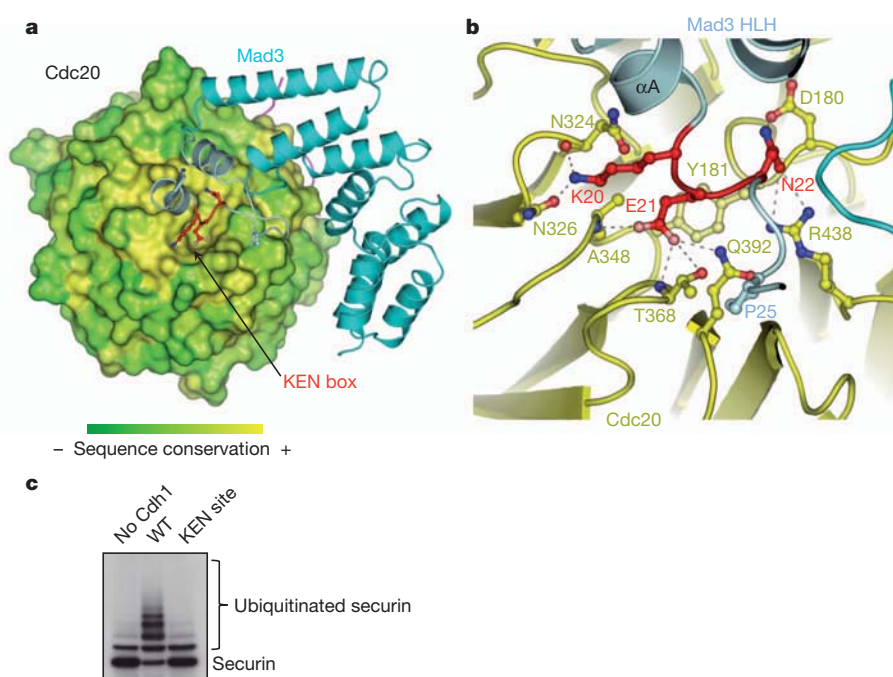 a
Cdc20
Mad3
KEN box
− Sequence conservation +
b
Mad3 HLH
αA
D180
N324
Y181
K20
N22
E21
N326
Q392
R438
A348
T368
P25
Cdc20
c
No Cdh1
WT
KEN site
Ubiquitinated securin
Securin